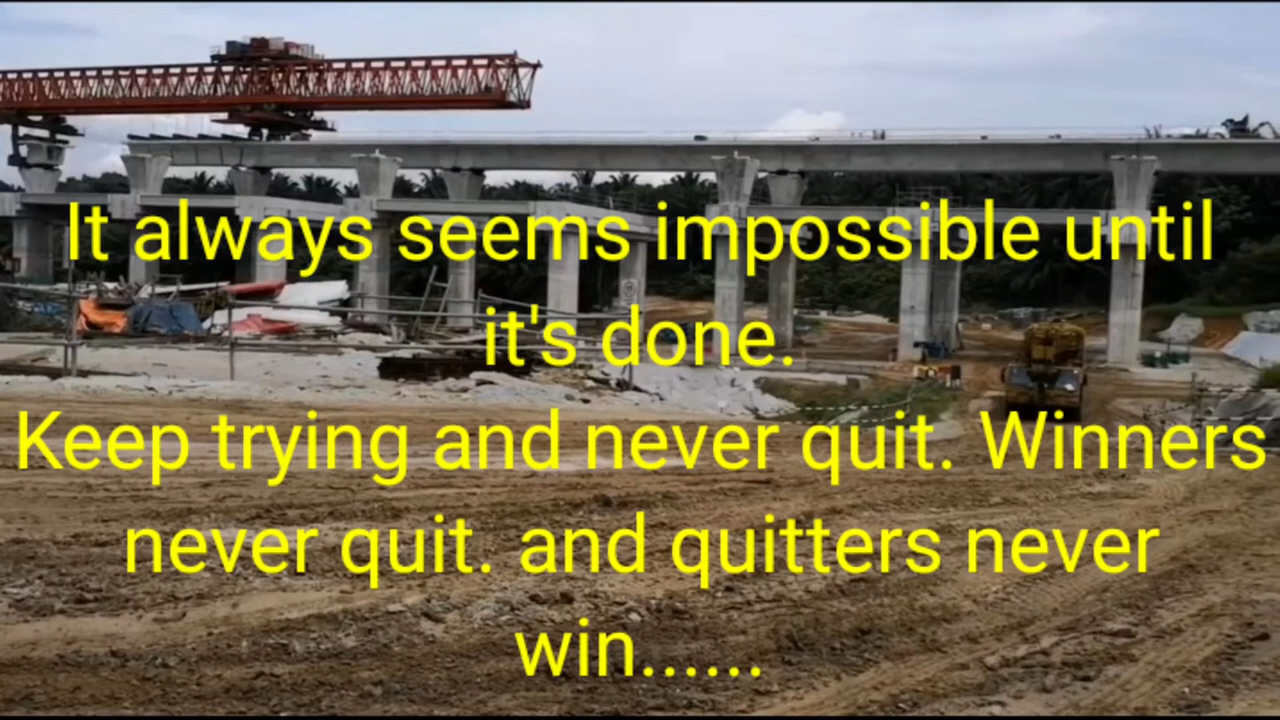 It always seems impossible until
it's done.
Keep trying and never quit. Winners
never quit. and quitters never
win......